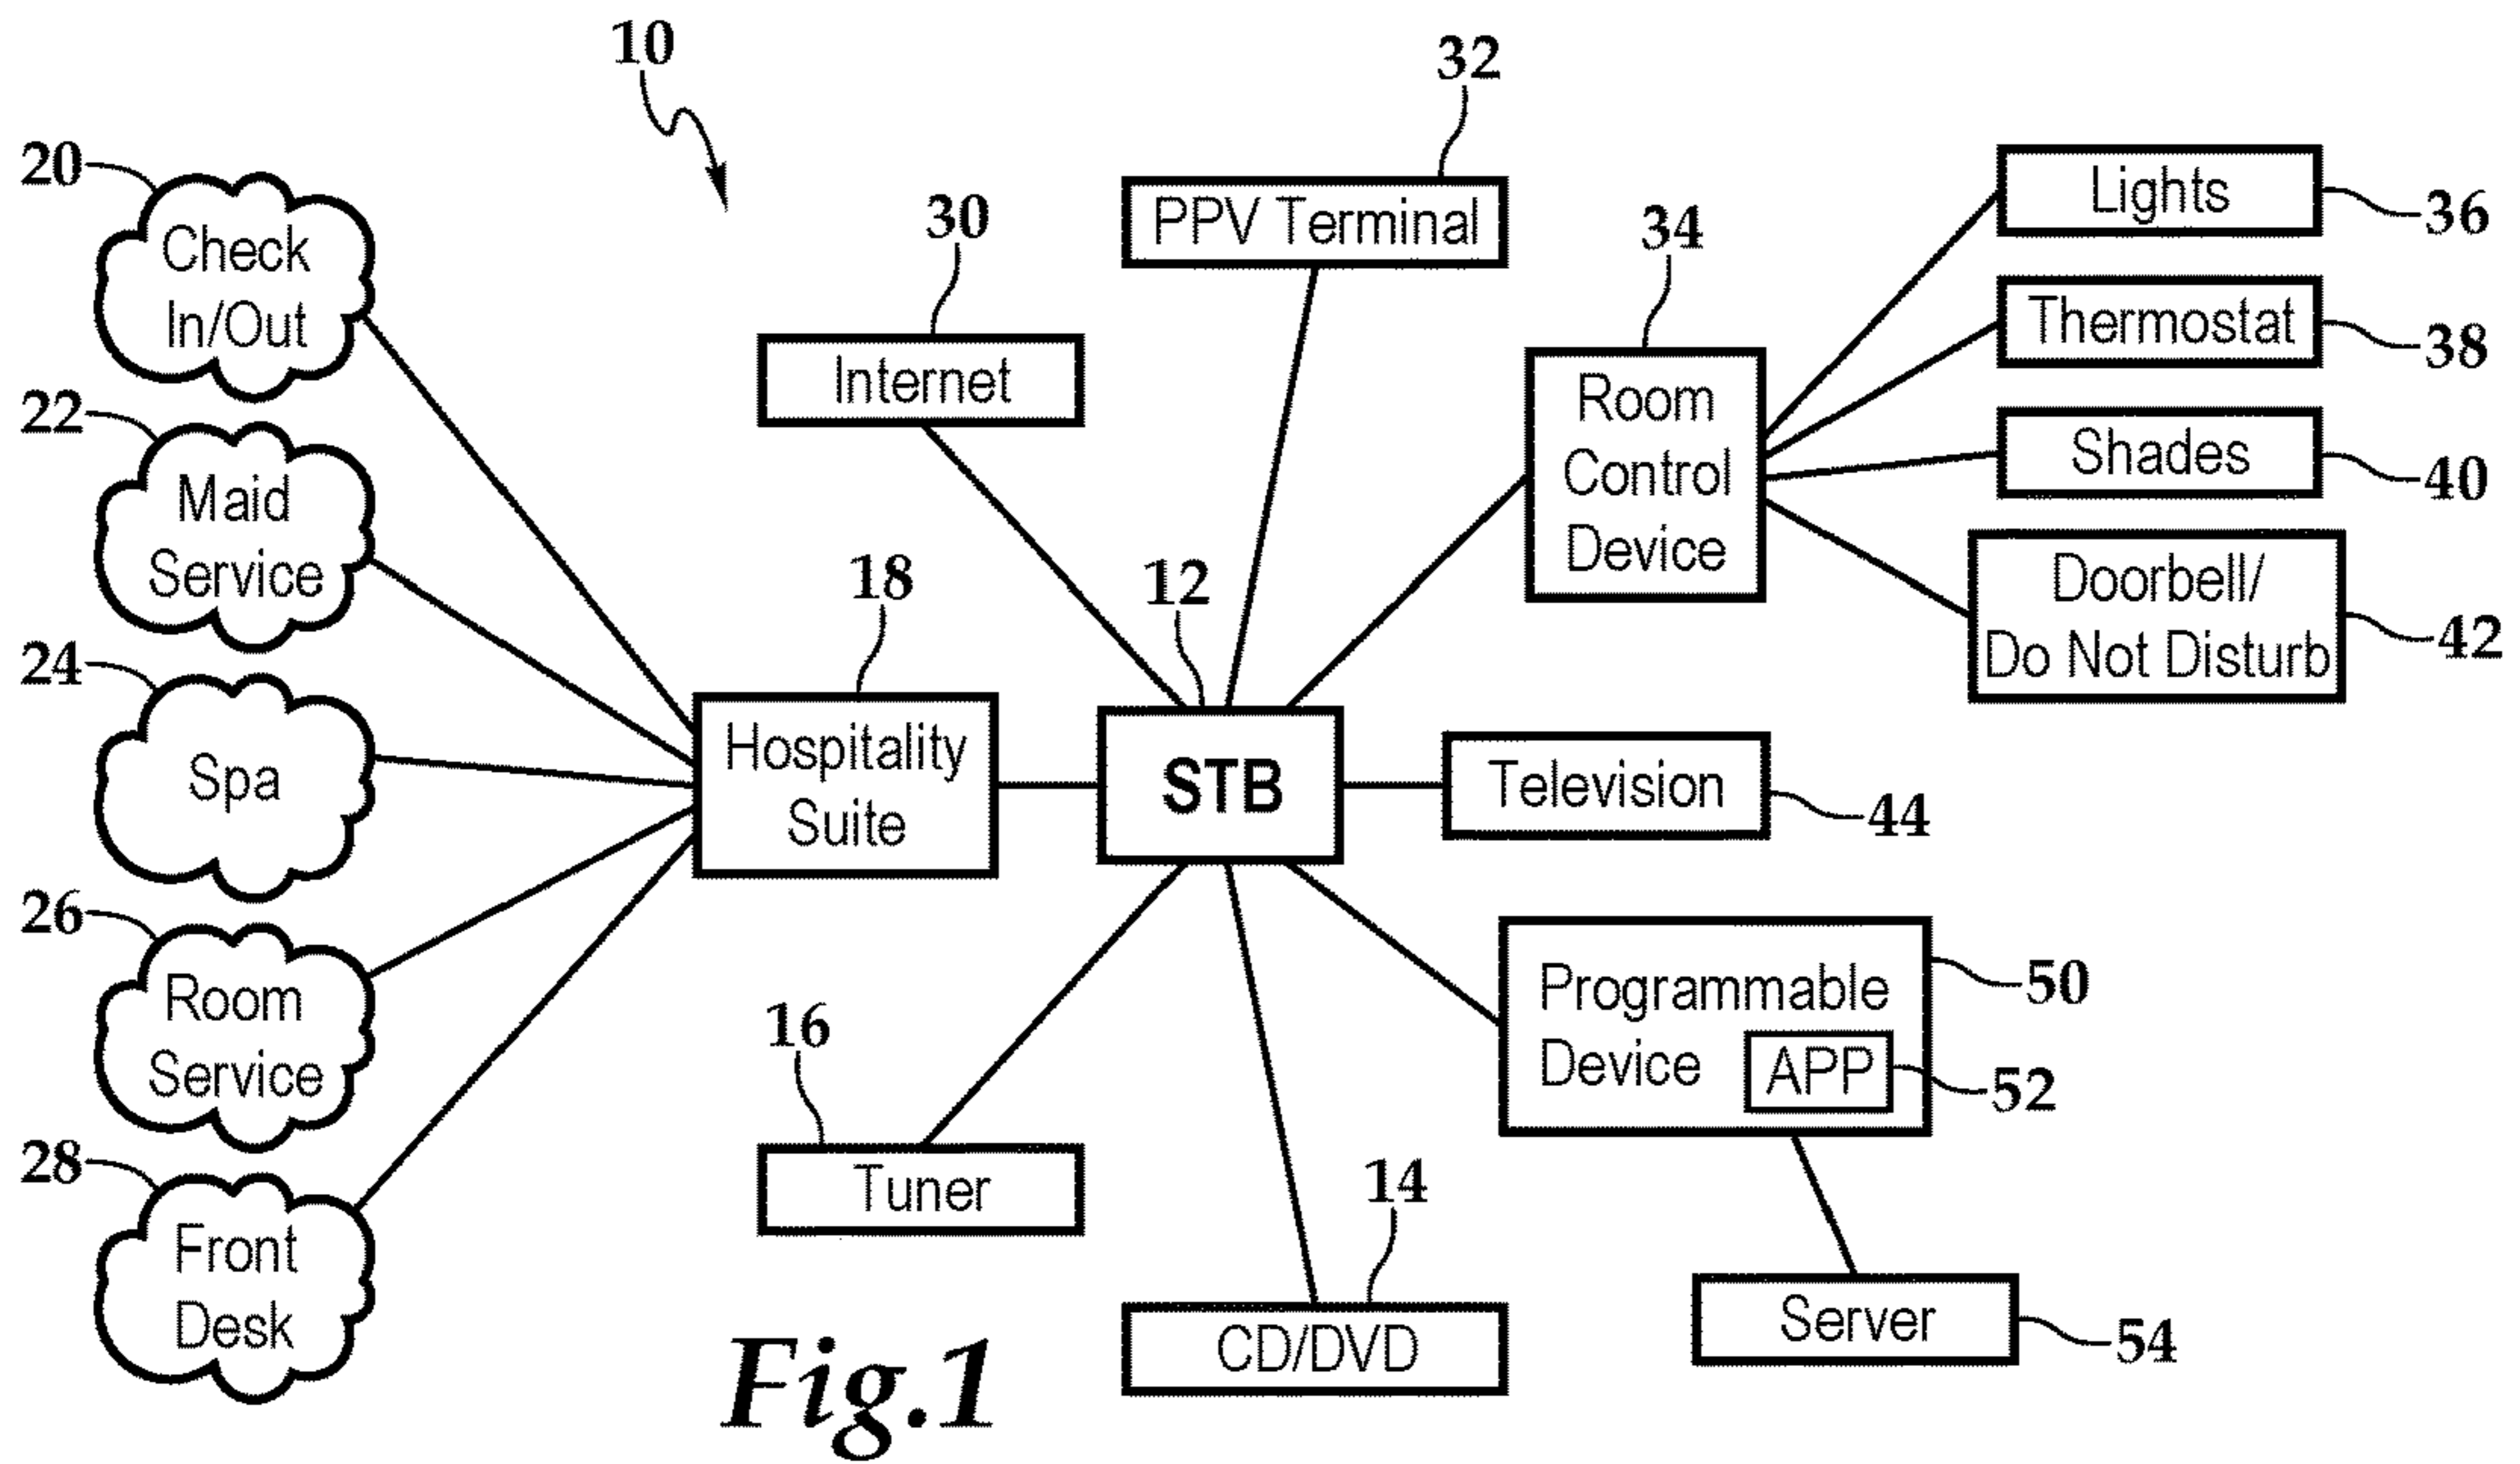 10
32
20
Check
In/Out
30
Internet
PPV Terminal
34
Room
Control
Device
Lights
36
Thermostat
38
Shades
40
Doorbell/
Do Not Disturb
42
22
Maid
Service
24
Spa
18
Hospitality
Suite
12
STB
Television
44
26
Room
Service
28
Front
Desk
16
Tuner
14
CD/DVD
Programmable
Device
50
APP
52
Server
54
Fig.1